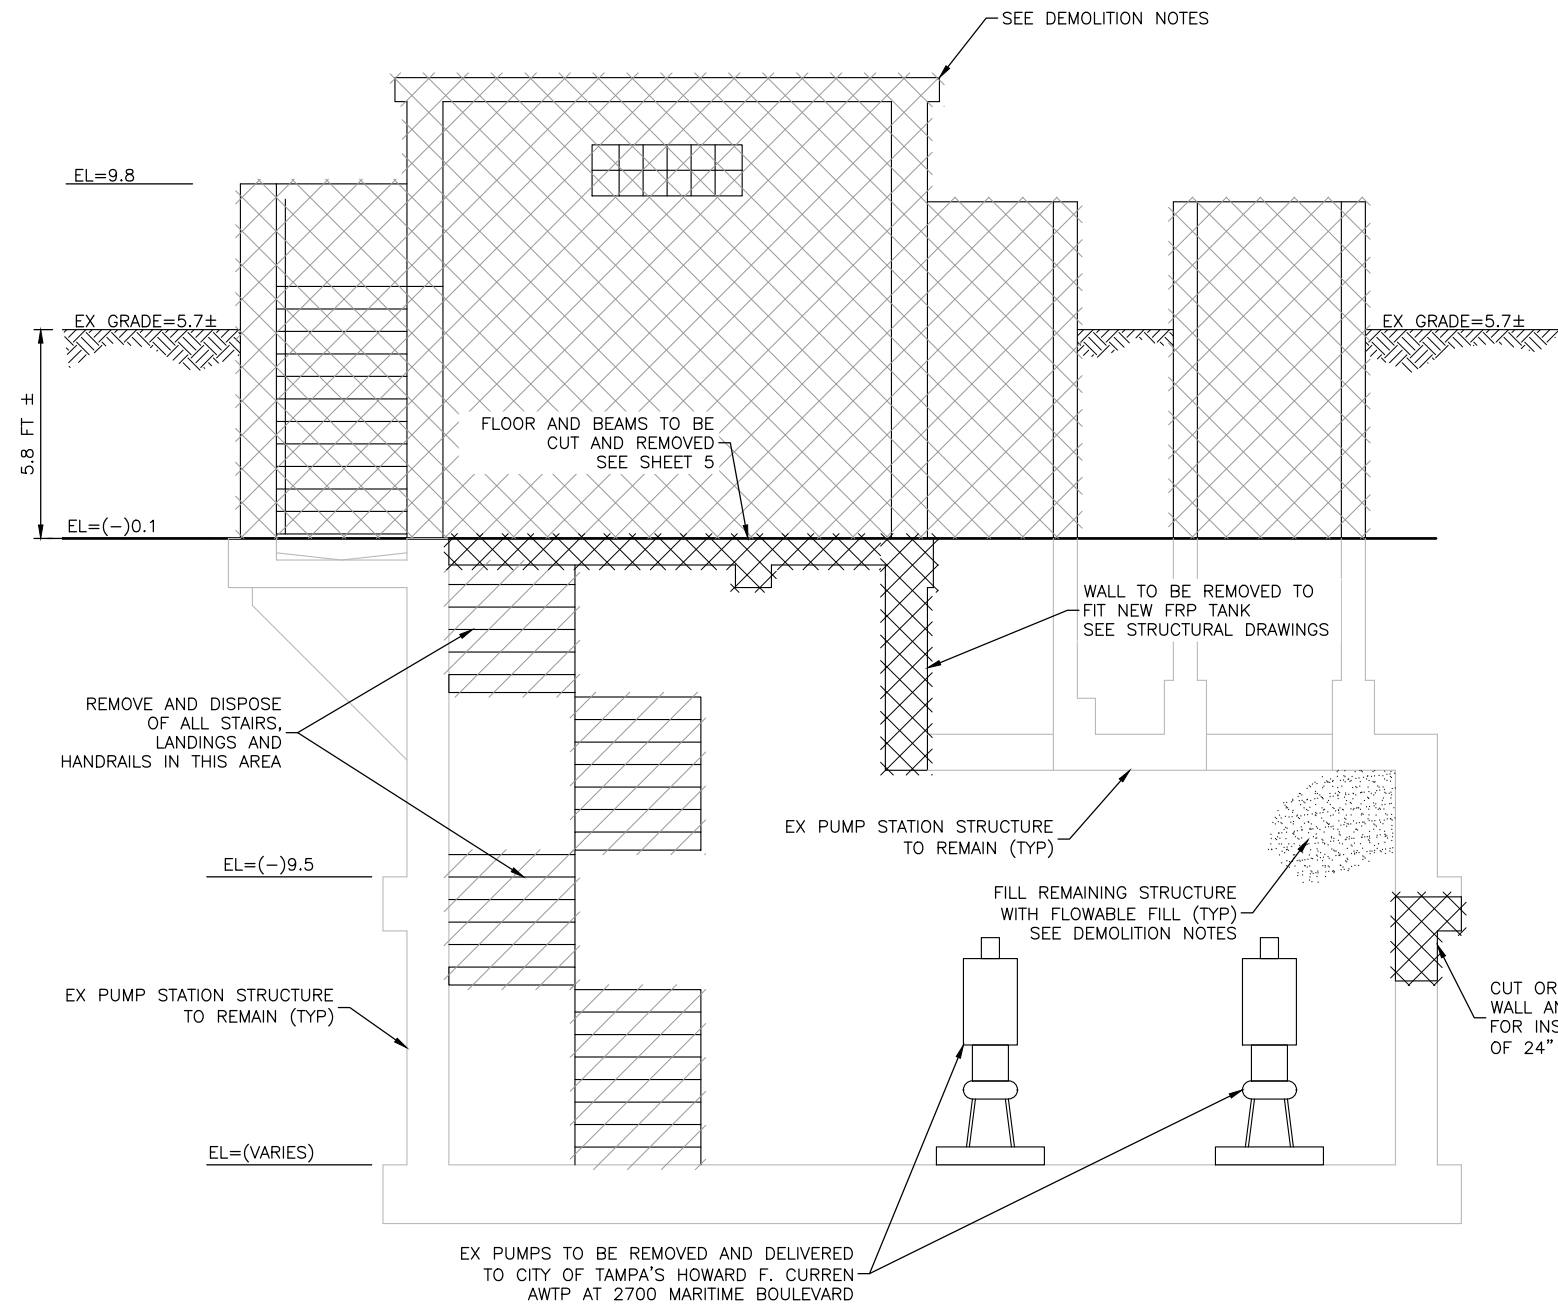 SEE DEMOLITION NOTES
EL=9.8
EX GRADE=5.7±
EX GRADE=5.7±
5.8 FT ±
FLOOR AND BEAMS TO BE
CUT AND REMOVED
SEE SHEET 5
EL=(-)0.1
WALL TO BE REMOVED TO
FIT NEW FRP TANK
SEE STRUCTURAL DRAWINGS
REMOVE AND DISPOSE
OF ALL STAIRS,
LANDINGS AND
HANDRAILS IN THIS AREA
EX PUMP STATION STRUCTURE
TO REMAIN (TYP)
EL=(-)9.5
FILL REMAINING STRUCTURE
WITH FLOWABLE FILL (TYP)
SEE DEMOLITION NOTES
EX PUMP STATION STRUCTURE
TO REMAIN (TYP)
CUT OR
WALL
FOR
OF 24"
EL=(VARIES)
EX PUMPS TO BE REMOVED AND DELIVERED
TO CITY OF TAMPA'S HOWARD F. CURREN
AWTP AT 2700 MARITIME BOULEVARD